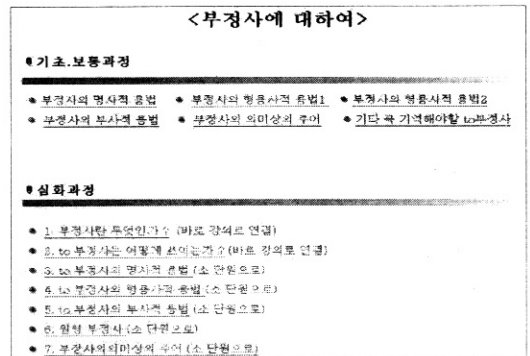 <부정사에 대하여>
기초.보통과정
부정사의 명사적 용법 부정사의 형용사적 용법1 부정사의 형용사적 용법2
부정사의 부사적 용법 부정사의 의미상의 주어 기타 꼭 기억해야할 to부정사
심화과정
1. 부정사란 무엇인가? (바로 강의로 연결)
2. to 부정사는 어떻게 쓰이는가? (바로 강의로 연결)
3. to 부정사의 명사적 용법 (소 단원으로)
4. to 부정사의 형용사적 용법 (소 단원으로)
5. to 부정사의 부사적 용법 (소 단원으로)
6. 원형 부정사 (소 단원으로)
7. 부정사의의미상의 주어 (소 단원으로)